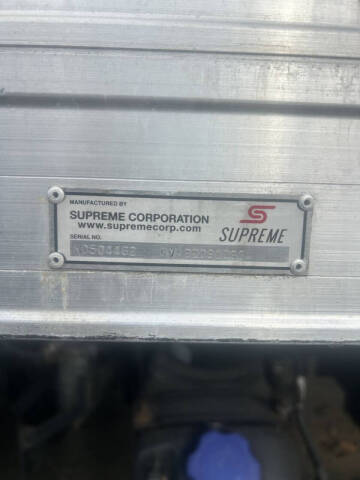 MANUFACTURED BY
SUPREME CORPORATION
www.supremecorp.com
SERIAL NO.
SUPREME